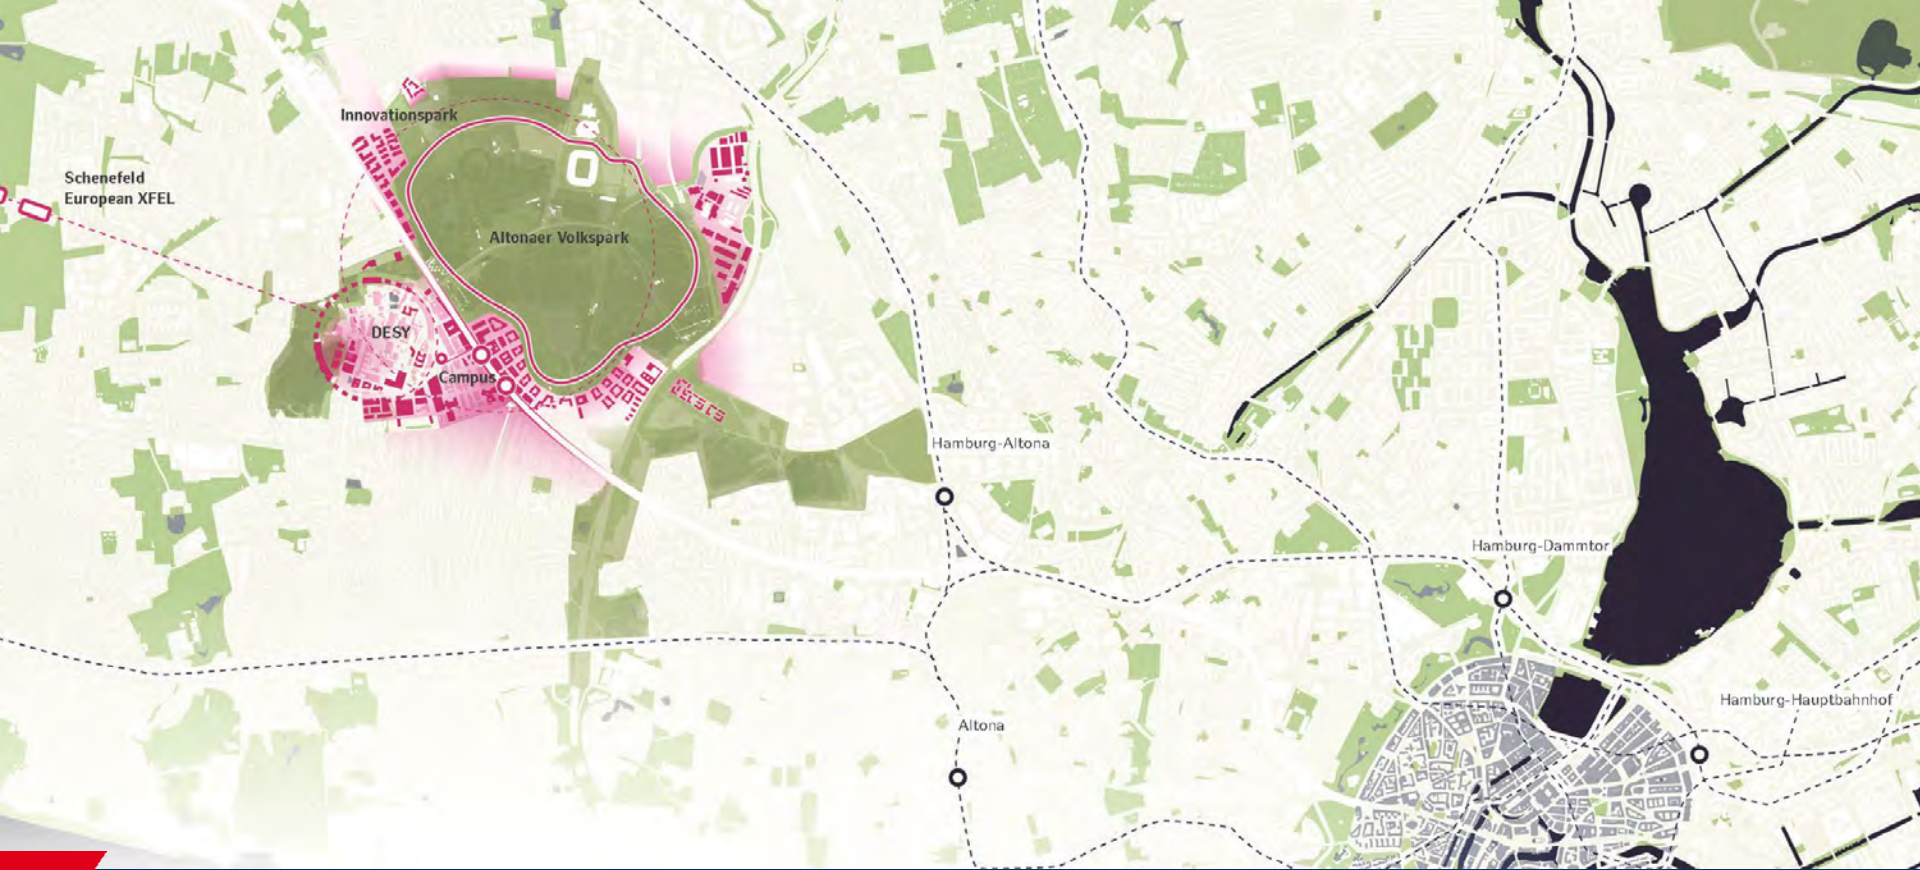 Innovationspark
Schenefeld
European XFEL
Altonaer Volkspark
DESY
Campus
Hamburg-Altona
Hamburg-Dammtor
Hamburg-Hauptbahnhof
Altona